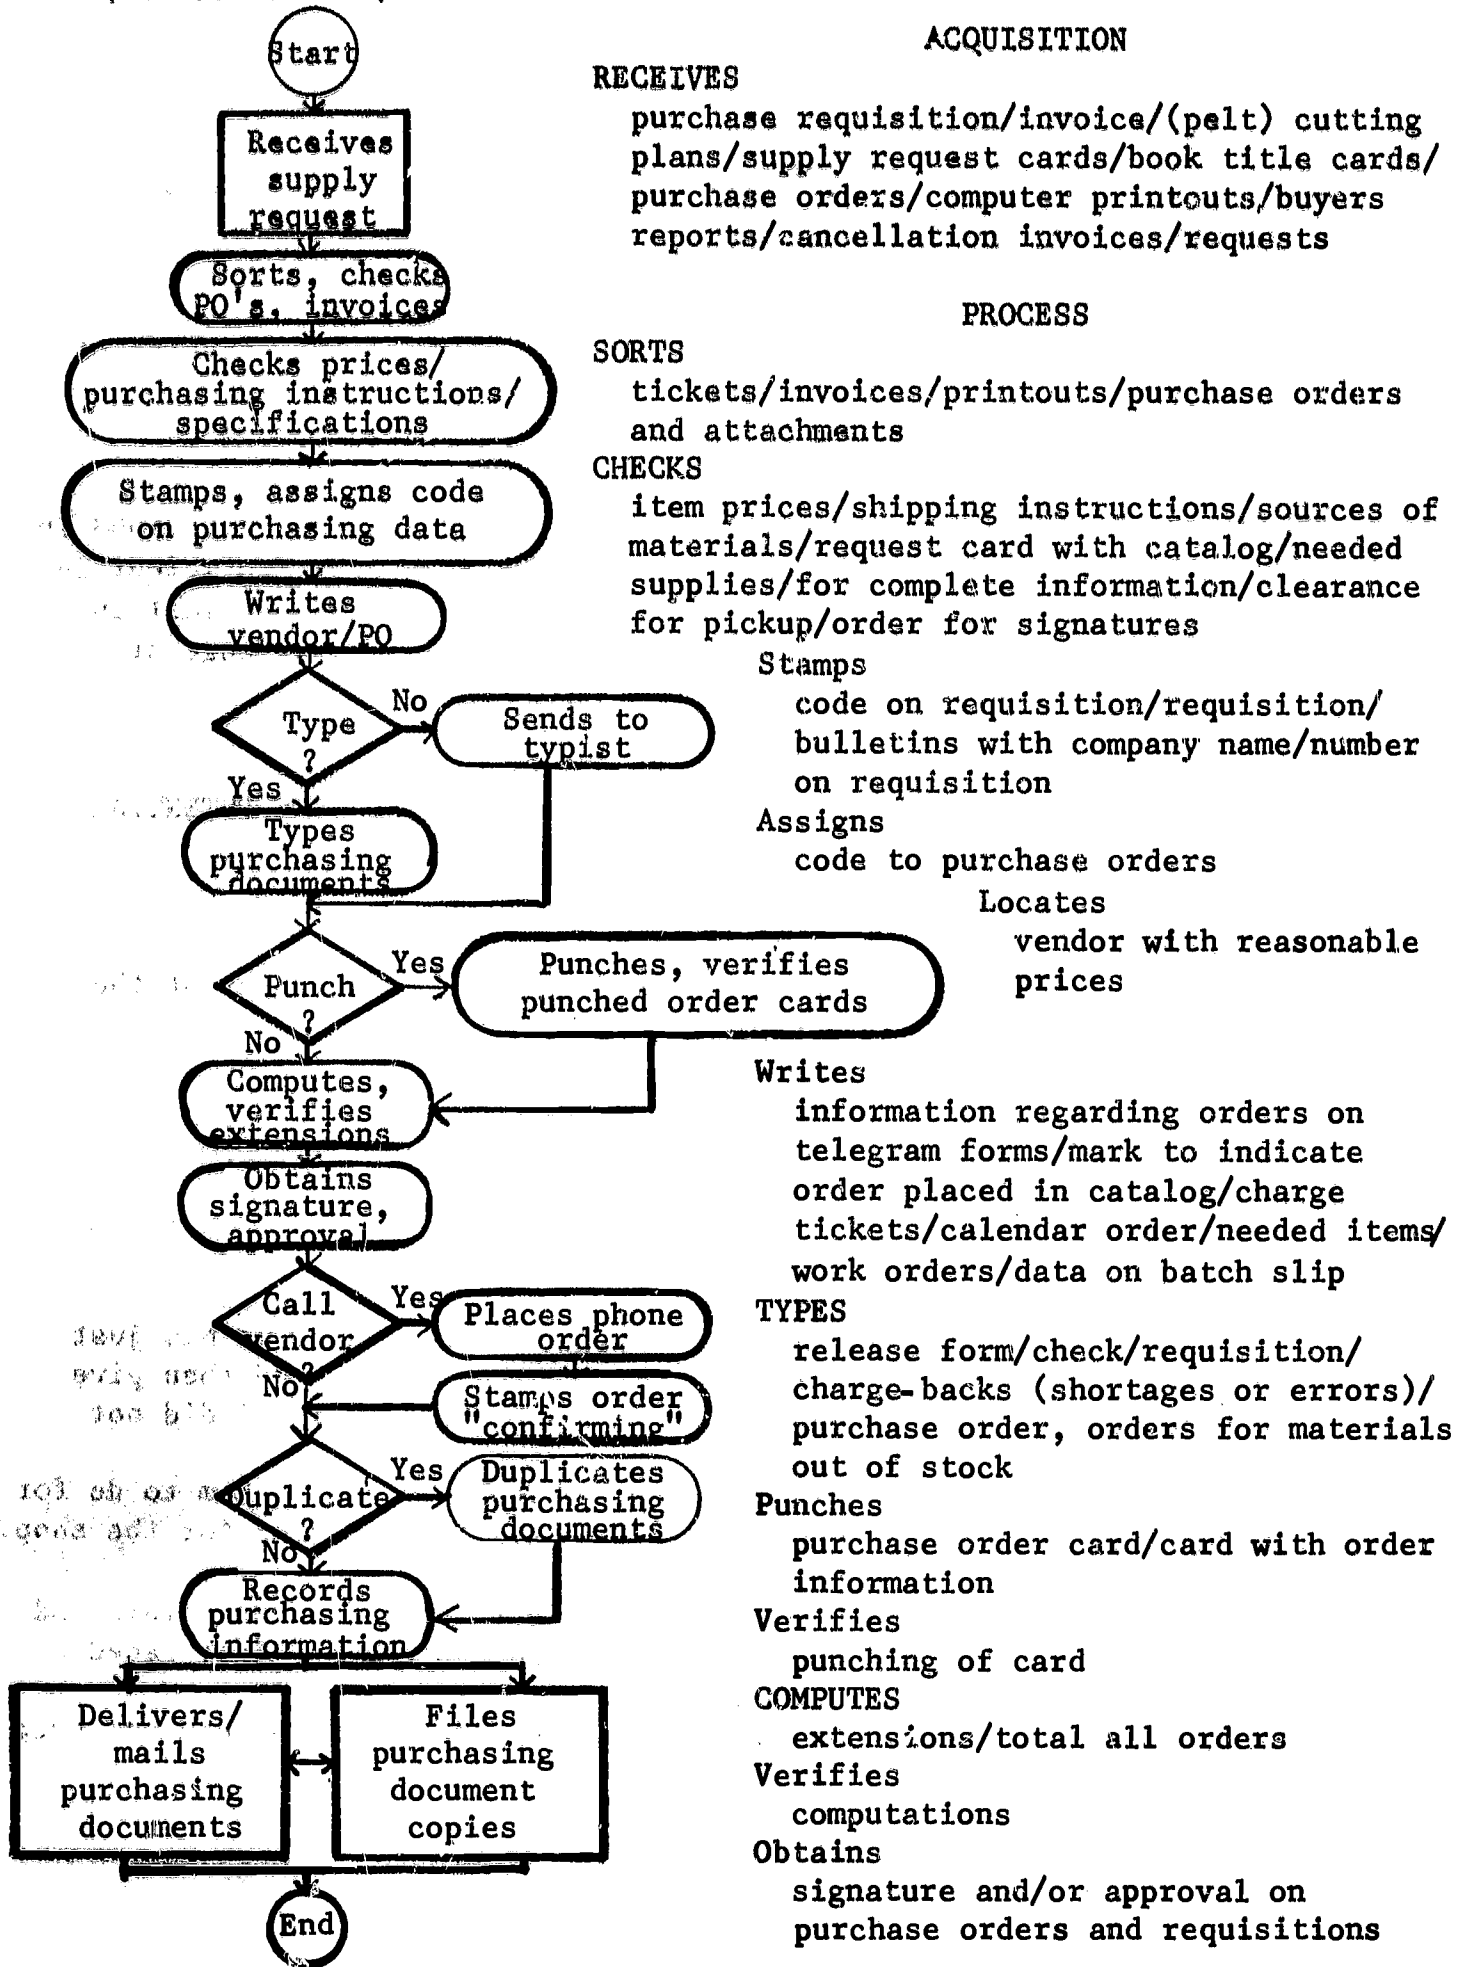 Start
Receives
supply
request
Sorts, checks
PO's, invoices
Checks prices/
purchasing instructions/
specifications
Stamps, assigns code
on purchasing data
Writes
vendor/PO
Type
?
No
Sends to
typist
Yes
Types
purchasing
documents
Punch
?
Yes
Punches, verifies
punched order cards
No
Computes,
verifies
extensions
Obtains
signature,
approval
Call
vendor
?
Yes
Places phone
order
Stamps order
"confirming"
No
Duplicate
?
Yes
Duplicates
purchasing
documents
No
Records
purchasing
information
Delivers/
mails
purchasing
documents
Files
purchasing
document
copies
End
ACQUISITION
RECEIVES
purchase requisition/invoice/(pelt) cutting
plans/supply request cards/book title cards/
purchase orders/computer printouts/buyers
reports/cancellation invoices/requests
PROCESS
SORTS
tickets/invoices/printouts/purchase orders
and attachments
CHECKS
item prices/shipping instructions/sources of
materials/request card with catalog/needed
supplies/for complete information/clearance
for pickup/order for signatures
Stamps
code on requisition/requisition/
bulletins with company name/number
on requisition
Assigns
code to purchase orders
Locates
vendor with reasonable
prices
Writes
information regarding orders on
telegram forms/mark to indicate
order placed in catalog/charge
tickets/calendar order/needed items/
work orders/data on batch slip
TYPES
release form/check/requisition/
charge-backs (shortages or errors)/
purchase order, orders for materials
out of stock
Punches
purchase order card/card with order
information
Verifies
punching of card
COMPUTES
extensions/total all orders
Verifies
computations
Obtains
signature and/or approval on
purchase orders and requisitions